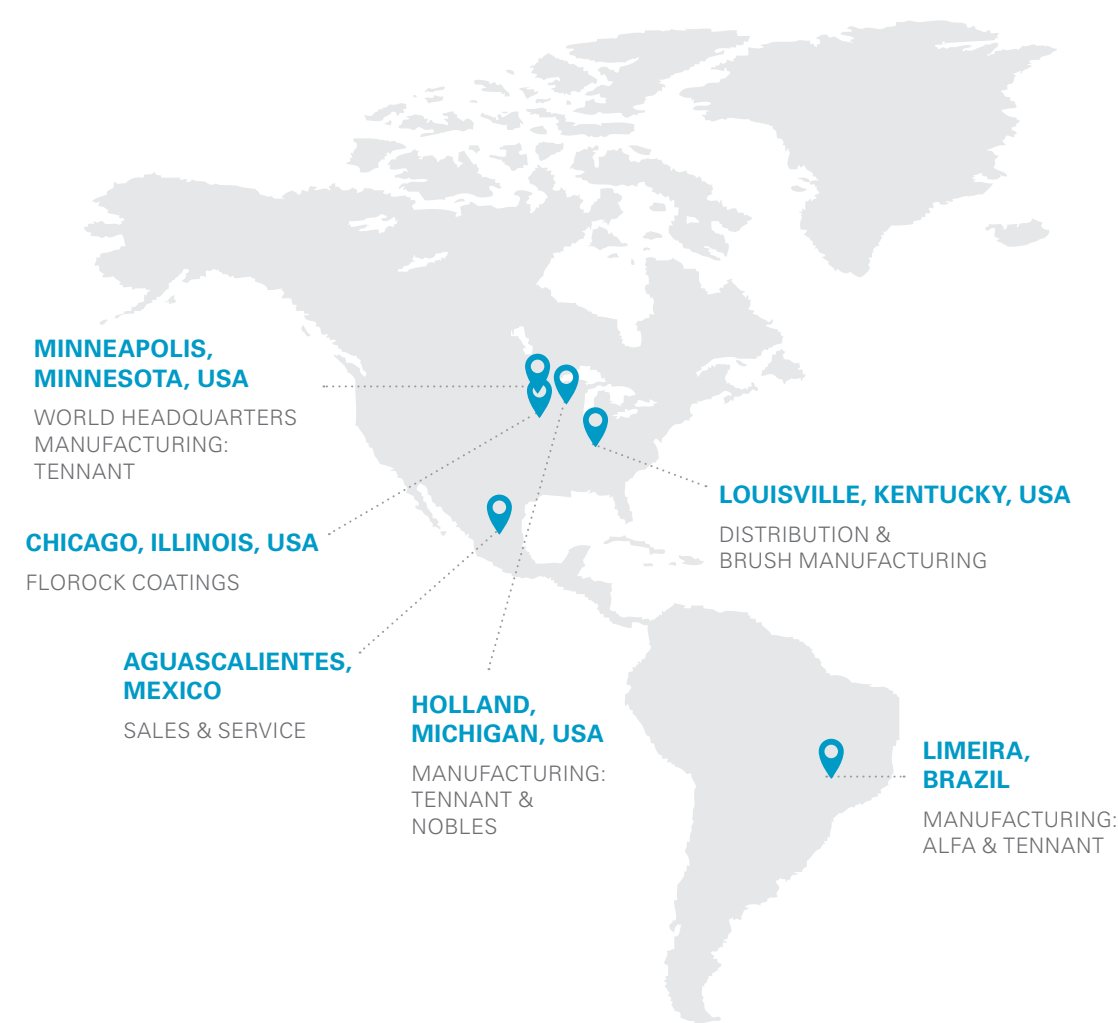 MINNEAPOLIS,
MINNESOTA, USA
WORLD HEADQUARTERS
MANUFACTURING:
TENNANT
CHICAGO, ILLINOIS, USA
FLOROCK COATINGS
AGUASCALIENTES,
MEXICO
SALES & SERVICE
HOLLAND,
MICHIGAN, USA
MANUFACTURING:
TENNANT &
NOBLES
LOUISVILLE, KENTUCKY, USA
DISTRIBUTION &
BRUSH MANUFACTURING
LIMEIRA,
BRAZIL
MANUFACTURING:
ALFA & TENNANT